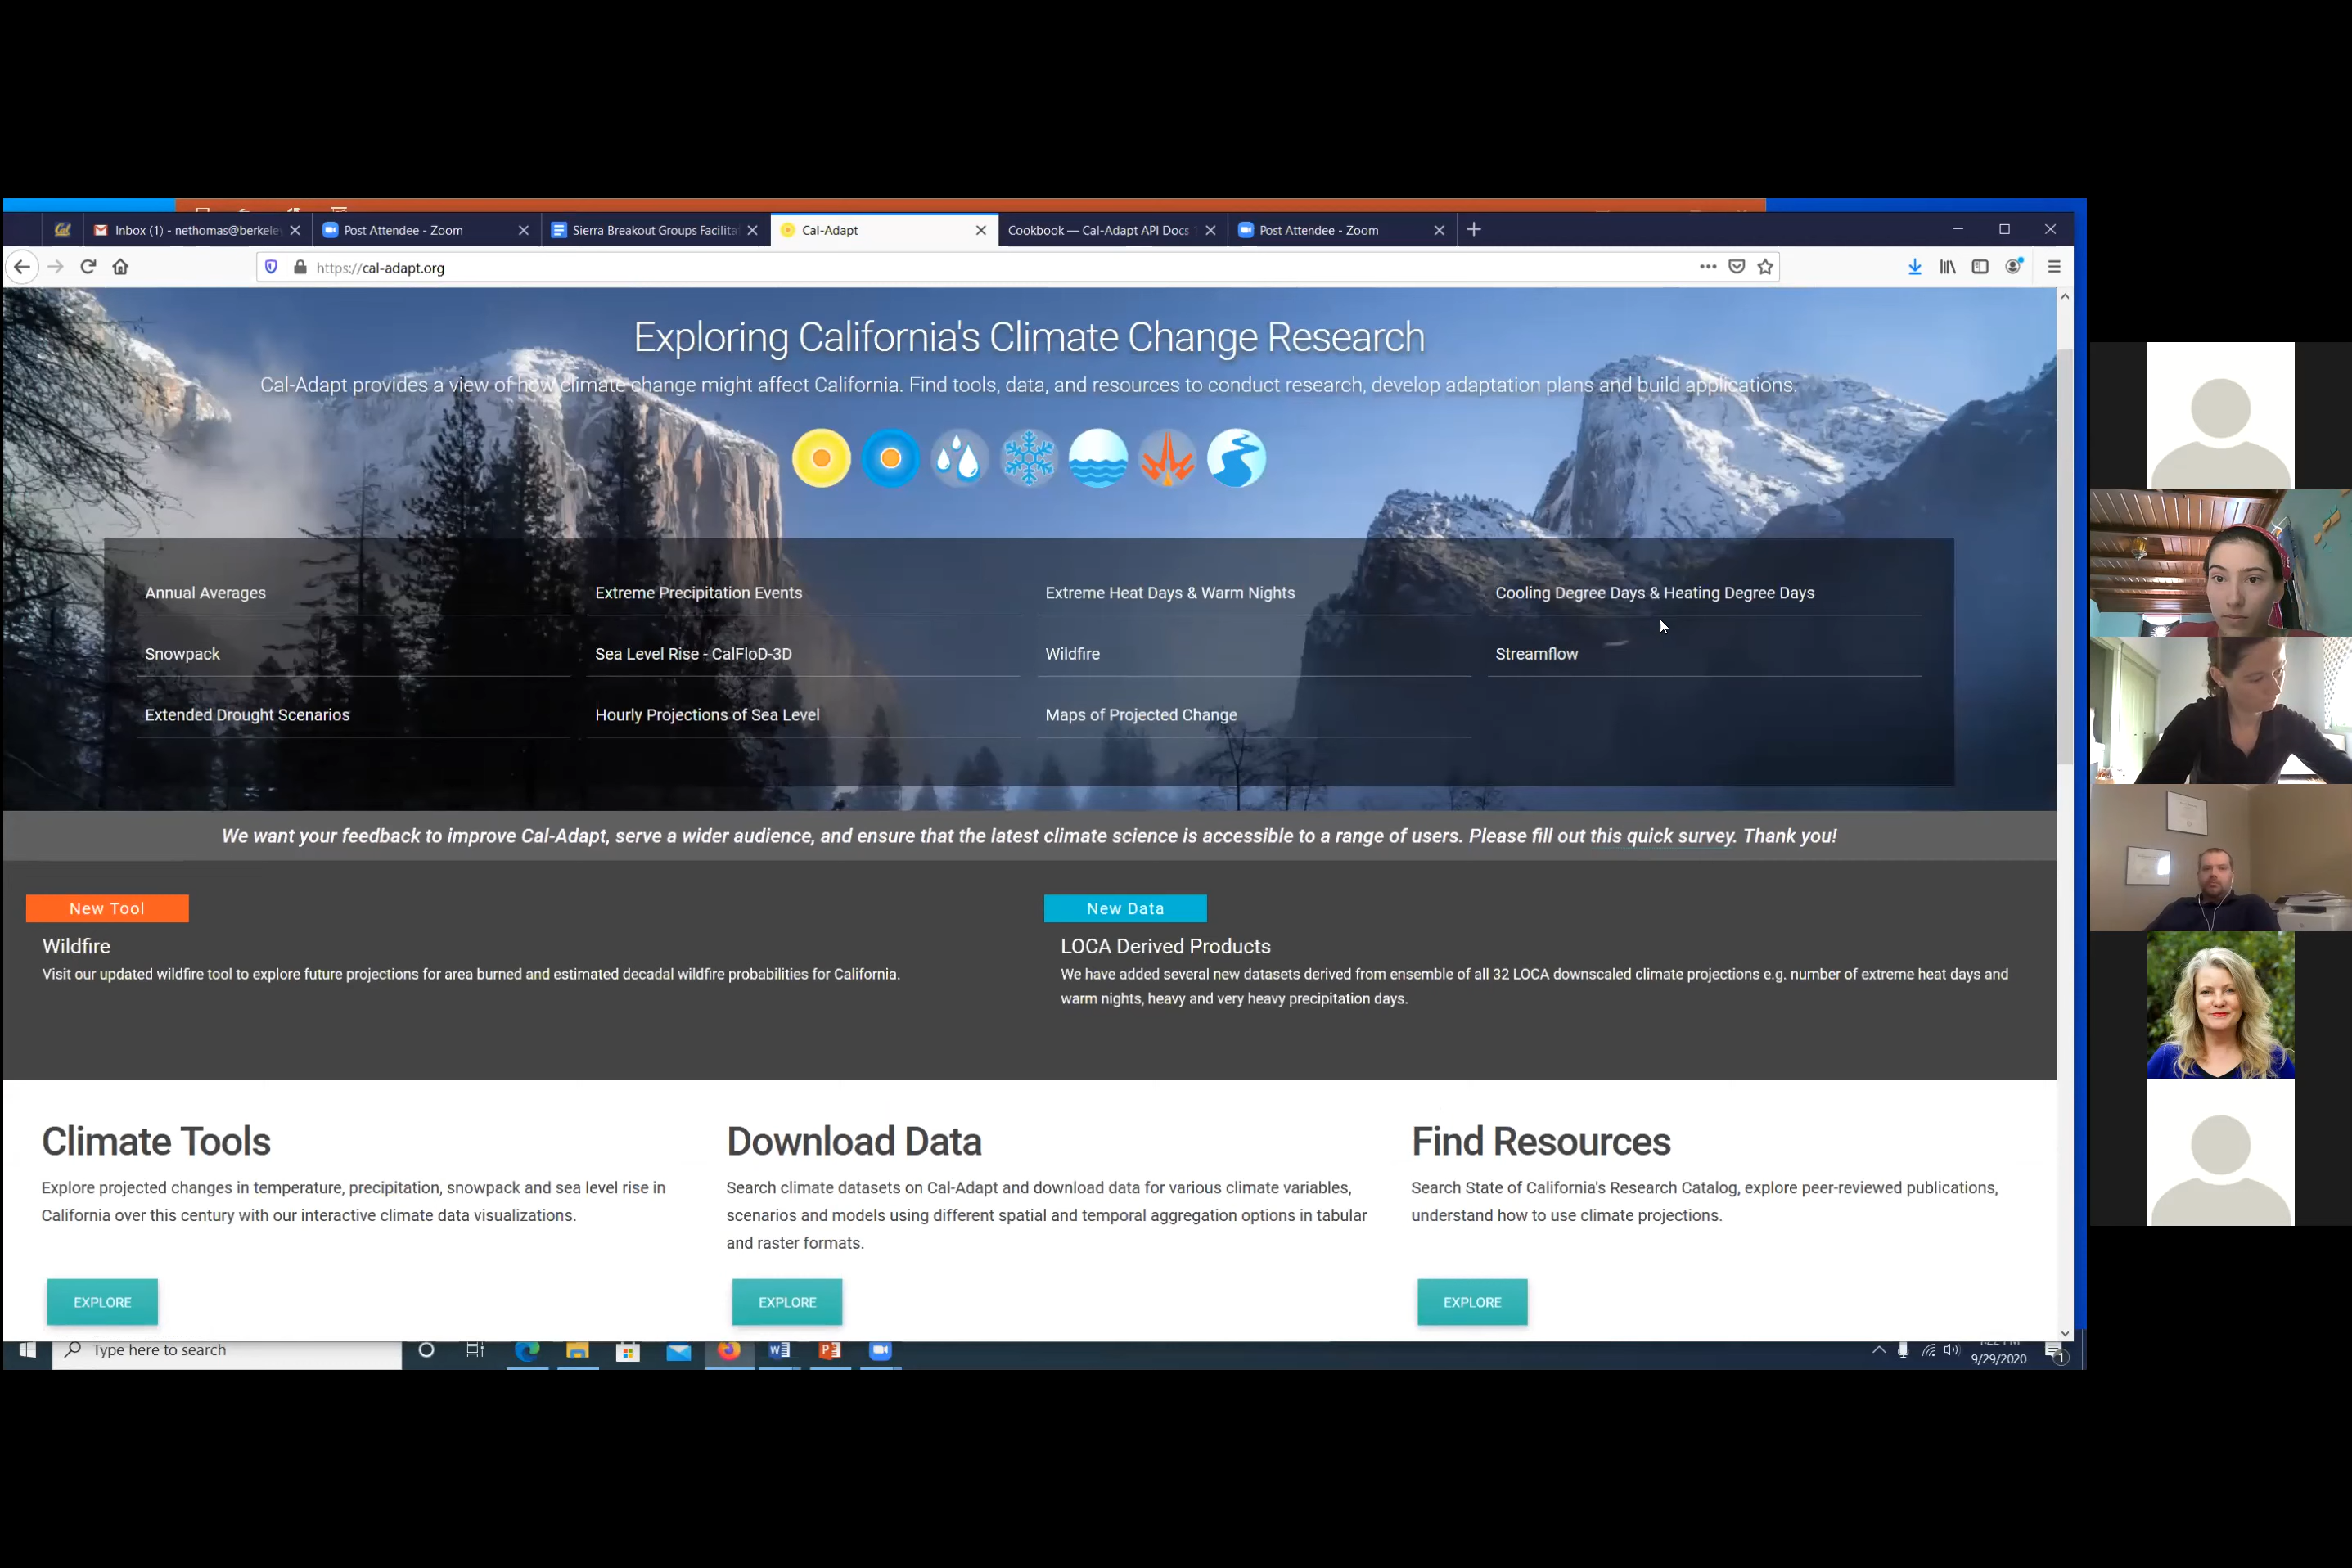 Cal
Inbox (1) - nethomas@berkele
Post Attendee - Zoom
Sierra Breakout Groups Facilita
Cal-Adapt
Cookbook — Cal-Adapt API Docs
Post Attendee - Zoom
https://cal-adapt.org
Exploring California's Climate Change Research
Cal-Adapt provides a view of how climate change might affect California. Find tools, data, and resources to conduct research, develop adaptation plans and build applications.
Annual Averages
Extreme Precipitation Events
Extreme Heat Days & Warm Nights
Cooling Degree Days & Heating Degree Days
Snowpack
Sea Level Rise - CalFloD-3D
Wildfire
Streamflow
Extended Drought Scenarios
Hourly Projections of Sea Level
Maps of Projected Change
We want your feedback to improve Cal-Adapt, serve a wider audience, and ensure that the latest climate science is accessible to a range of users. Please fill out this quick survey. Thank you!
New Tool
Wildfire
Visit our updated wildfire tool to explore future projections for area burned and estimated decadal wildfire probabilities for California.
New Data
LOCA Derived Products
We have added several new datasets derived from ensemble of all 32 LOCA downscaled climate projections e.g. number of extreme heat days and
warm nights, heavy and very heavy precipitation days.
Climate Tools
Explore projected changes in temperature, precipitation, snowpack and sea level rise in
California over this century with our interactive climate data visualizations.
EXPLORE
Download Data
Search climate datasets on Cal-Adapt and download data for various climate variables,
scenarios and models using different spatial and temporal aggregation options in tabular
and raster formats.
EXPLORE
Find Resources
Search State of California's Research Catalog, explore peer-reviewed publications,
understand how to use climate projections.
EXPLORE
Type here to search
9/29/2020
1